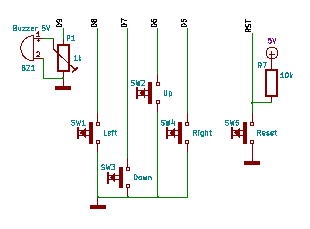 D9
D8
D7
D6
D5
RST
Buzzer 5V
1
2
BZ1
P1
1k
5V
R7
10k
SW2
Up
SW1
Left
SW4
Right
SW5
Reset
SW3
Down